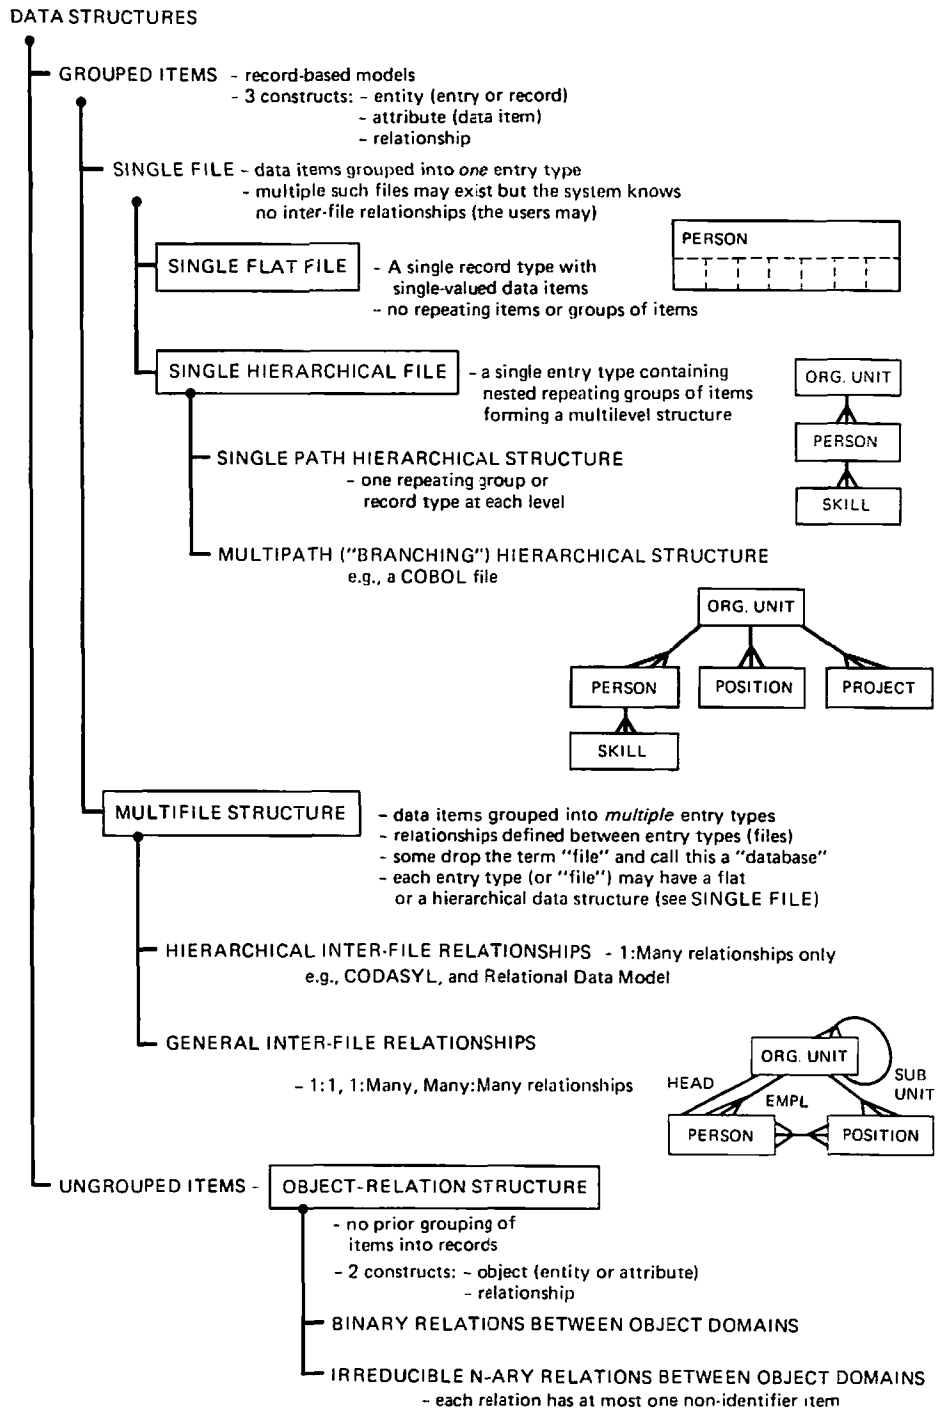 DATA STRUCTURES
GROUPED ITEMS - record-based models
- 3 constructs: - entity (entry or record)
- attribute (data item)
- relationship
SINGLE FILE - data items grouped into one entry type
- multiple such files may exist but the system knows
no inter-file relationships (the users may)
PERSON
SINGLE FLAT FILE - A single record type with
single-valued data items
- no repeating items or groups of items
SINGLE HIERARCHICAL FILE - a single entry type containing
nested repeating groups of items
forming a multilevel structure
ORG. UNIT
PERSON
SKILL
SINGLE PATH HIERARCHICAL STRUCTURE
- one repeating group or
record type at each level
MULTIPATH ("BRANCHING") HIERARCHICAL STRUCTURE
e.g., a COBOL file
ORG. UNIT
PERSON POSITION PROJECT
SKILL
MULTIFILE STRUCTURE - data items grouped into multiple entry types
- relationships defined between entry types (files)
- some drop the term "file" and call this a "database"
- each entry type (or "file") may have a flat
or a hierarchical data structure (see SINGLE FILE)
HIERARCHICAL INTER-FILE RELATIONSHIPS - 1:Many relationships only
e.g., CODASYL, and Relational Data Model
GENERAL INTER-FILE RELATIONSHIPS
- 1:1, 1:Many, Many:Many relationships
ORG. UNIT
HEAD
SUB
UNIT
EMPL
PERSON POSITION
UNGROUPED ITEMS - OBJECT-RELATION STRUCTURE
- no prior grouping of
items into records
- 2 constructs: - object (entity or attribute)
- relationship
BINARY RELATIONS BETWEEN OBJECT DOMAINS
IRREDUCIBLE N-ARY RELATIONS BETWEEN OBJECT DOMAINS
- each relation has at most one non-identifier item